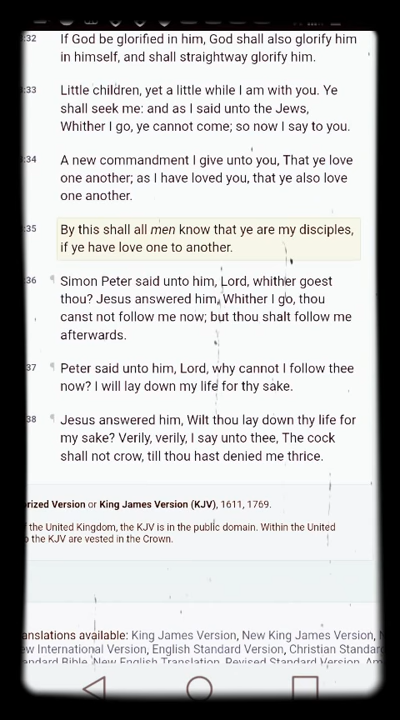 :32 If God be glorified in him, God shall also glorify him
in himself, and shall straightway glorify him.
:33 Little children, yet a little while I am with you. Ye
shall seek me: and as I said unto the Jews,
Whither I go, ye cannot come; so now I say to you.
:34 A new commandment I give unto you, That ye love
one another; as I have loved you, that ye also love
one another.
:35 By this shall all men know that ye are my disciples,
if ye have love one to another.
36 ¶ Simon Peter said unto him, Lord, whither goest
thou? Jesus answered him, Whither I go, thou
canst not follow me now; but thou shalt follow me
afterwards.
37 ¶ Peter said unto him, Lord, why cannot I follow thee
now? I will lay down my life for thy sake.
38 ¶ Jesus answered him, Wilt thou lay down thy life for
my sake? Verily, verily, I say unto thee, The cock
shall not crow, till thou hast denied me thrice.
rized Version or King James Version (KJV), 1611, 1769.
the United Kingdom, the KJV is in the public domain. Within the United
the KJV are vested in the Crown.
anslations available: King James Version, New King James Version, N
ew International Version, English Standard Version, Christian Standard
andard Bible, New English Translation, Revised Standard Version, Am